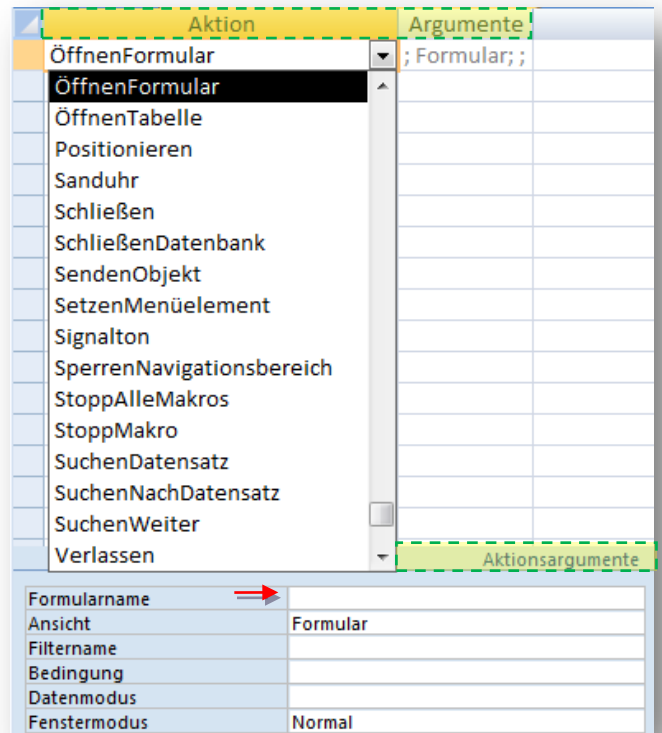 Aktion Argumente
ÖffnenFormular ; Formular; ;
ÖffnenFormular
ÖffnenTabelle
Positionieren
Sanduhr
Schließen
SchließenDatenbank
SendenObjekt
SetzenMenüelement
Signalton
SperrenNavigationsbereich
StoppAlleMakros
StoppMakro
SuchenDatensatz
SuchenNachDatensatz
SuchenWeiter
Verlassen
Aktionsargumente
Formularname
Ansicht Formular
Filtername
Bedingung
Datenmodus
Fenstermodus Normal